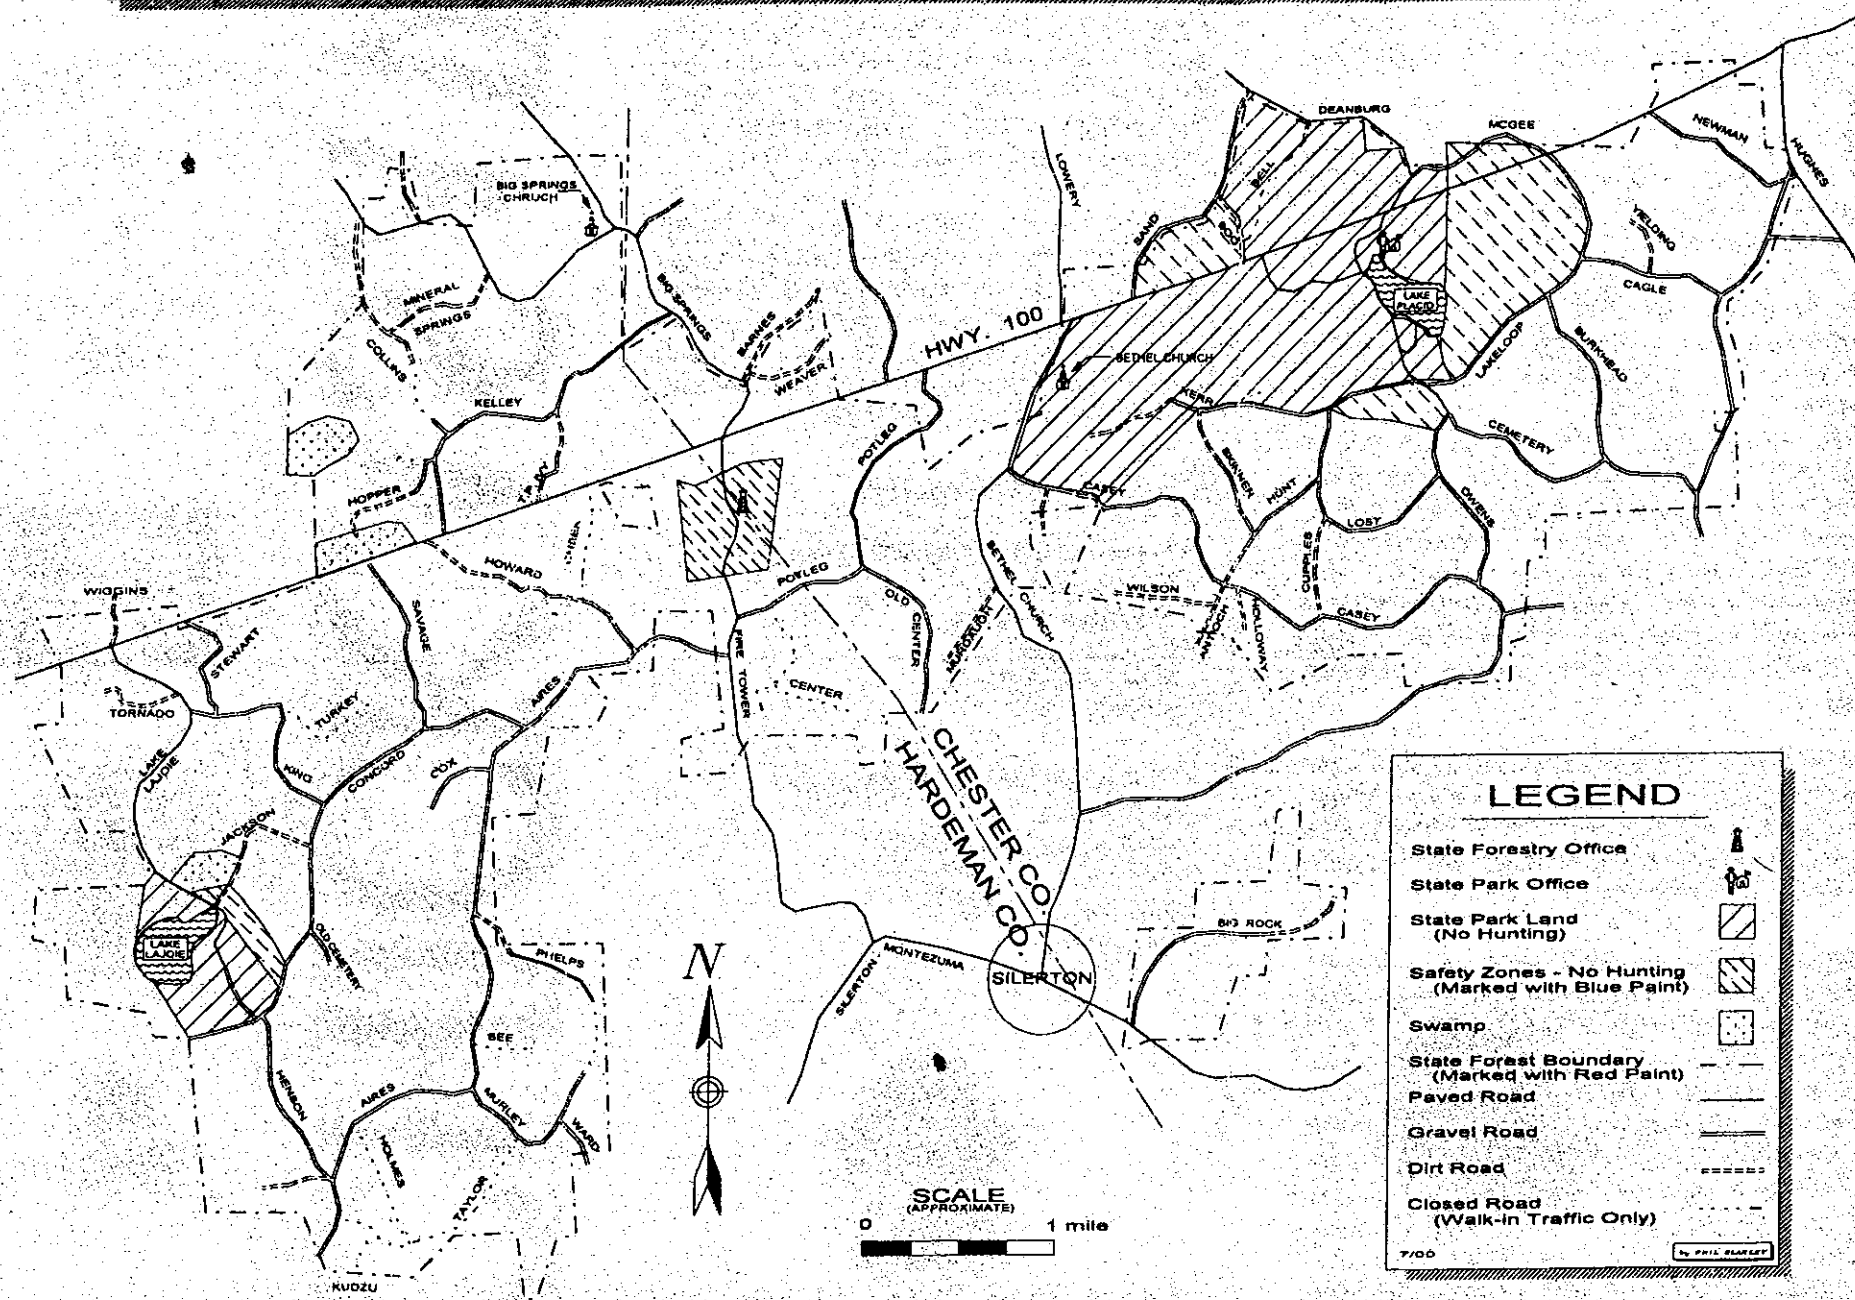 DEANBURG
MCGEE
NEWMAN
HUGHES
LOWERY
BELL
BIG SPRINGS
CHRUCH
BAND
YIELDING
CAGLE
MINERAL
SPRINGS
BIG SPRINGS
BARNES
WEAVER
HWY. 100
LAKE
PLACID
LAKELOOP
BURKHEAD
BETHEL CHURCH
COLLINS
KELLEY
KERR
CEMETERY
POTLEG
HOPPER
CASEY
HUNT
LOST
OWENS
HOWARD
BETHEL CHURCH
CUPPLES
WIGGINS
SAVAGE
POTLEG
OLD
CENTER
WILSON
ANTIOCH
HOLLOWAY
CASEY
STEWART
FIRE TOWER
TORNADO
TURKEY
AIRES
CENTER
LAKE
LAJOIE
KING
CONCORD
COX
CHESTER CO.
HARDEMAN CO.
JACKSON
LAKE
LAJOIE
OLD CEMETERY
PHELPS
BIG ROCK
MONTEZUMA
SILERTON
SILERTON
N
BEE
HENSON
AIRES
MURLEY
WARD
HOLMES
TAYLOR
KUDZU
SCALE
(APPROXIMATE)
0 1 mile
LEGEND
State Forestry Office
State Park Office
State Park Land
(No Hunting)
Safety Zones - No Hunting
(Marked with Blue Paint)
Swamp
State Forest Boundary
(Marked with Red Paint)
Paved Road
Gravel Road
Dirt Road
Closed Road
(Walk-in Traffic Only)
7/00